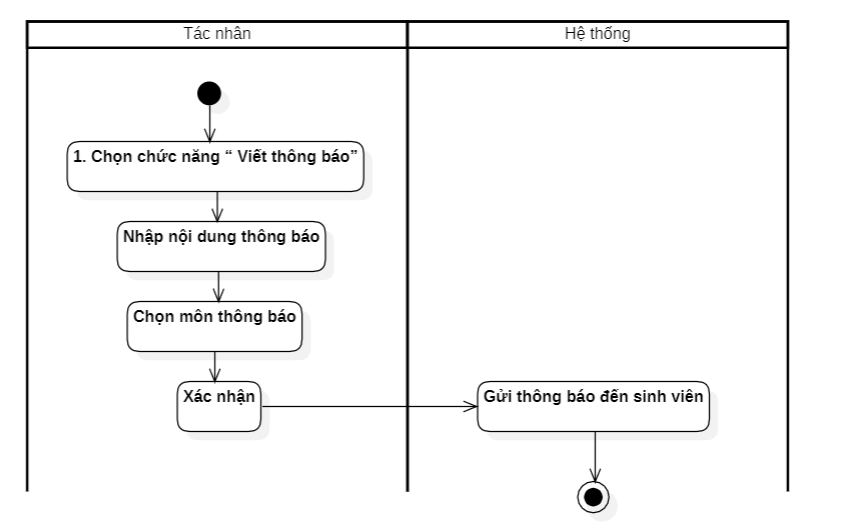 Tác nhân
Hệ thống
1. Chọn chức năng “ Viết thông báo”
Nhập nội dung thông báo
Chọn môn thông báo
Xác nhận
Gửi thông báo đến sinh viên